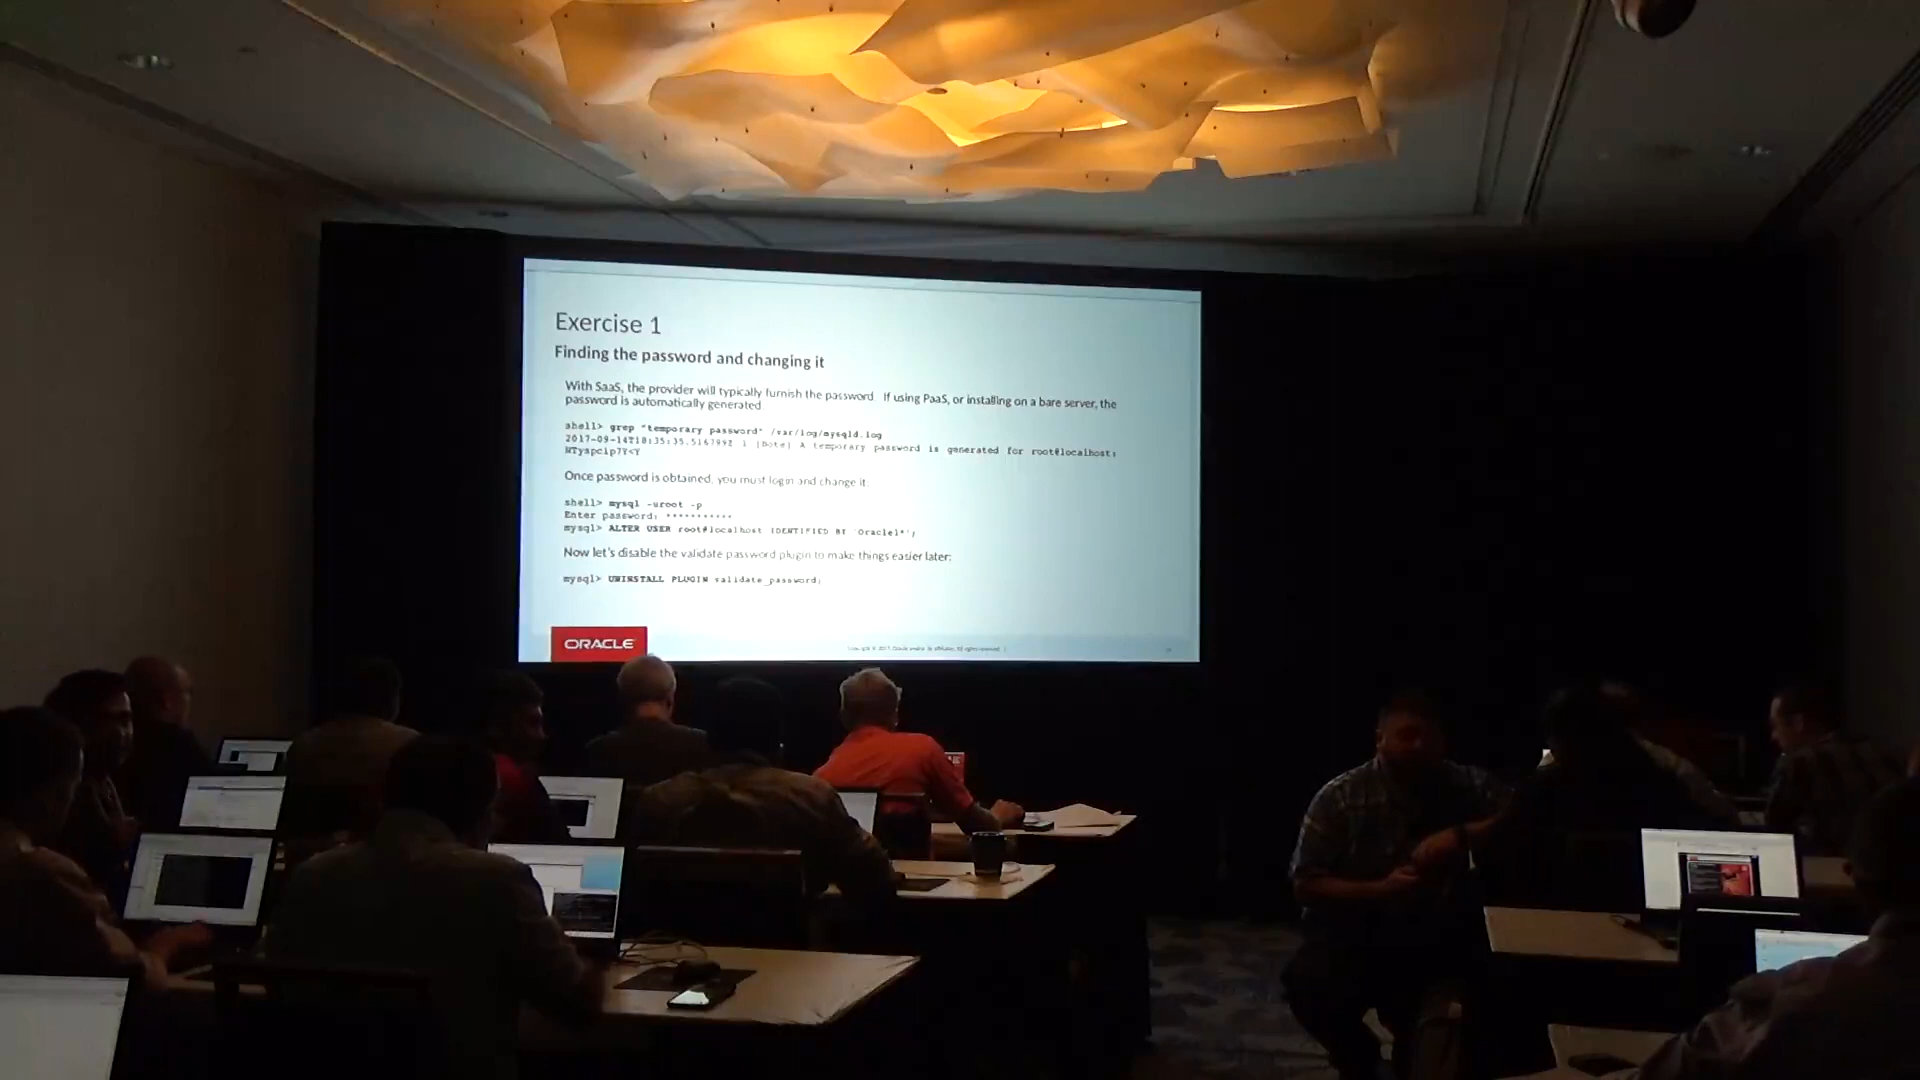 Exercise 1
Finding the password and changing it
With SaaS, the provider will typically furnish the password If using PaaS, or installing on a bare server, the
password is automatically generated
shell> grep "temporary password" /var/log/mysqld.log
A temporary password is generated for root@localhost:
Once password is obtained, you must login and change it:
shell> mysql -uroot -p
Enter password: ***********
mysql> ALTER USER root@localhost IDENTIFIED BY 'Oracle1*';
Now let's disable the validate password plugin to make things easier later:
mysql> UNINSTALL PLUGIN validate_password;
ORACLE